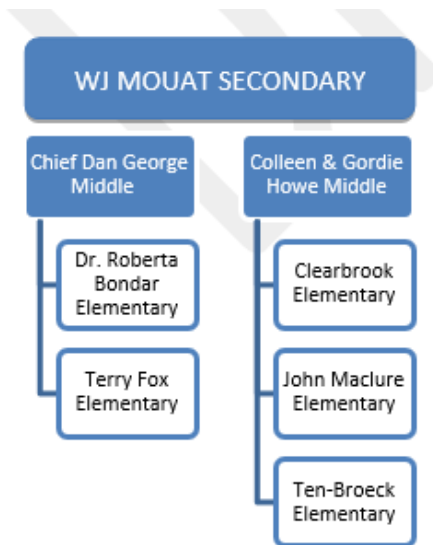 WJ MOUAT SECONDARY
Chief Dan George
Middle
Dr. Roberta
Bondar
Elementary
Terry Fox
Elementary
Colleen & Gordie
Howe Middle
Clearbrook
Elementary
John Maclure
Elementary
Ten-Broeck
Elementary